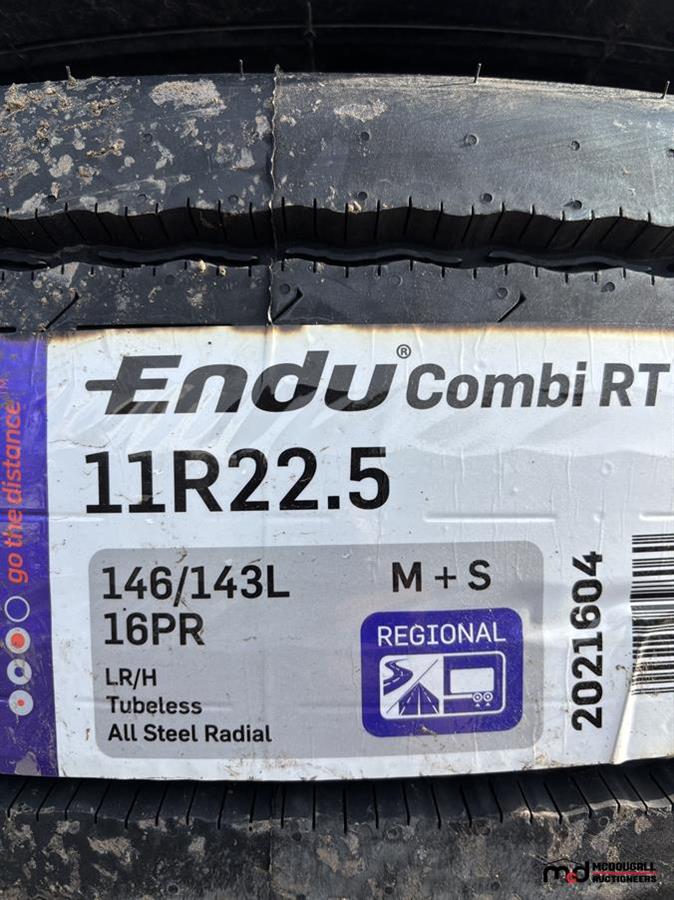 Endu® Combi RT
11R22.5
146/143L
16PR
LR/H
Tubeless
All Steel Radial
M + S
REGIONAL
2021604
go the distance™
mcd MCDOUGALL
AUCTIONEERS